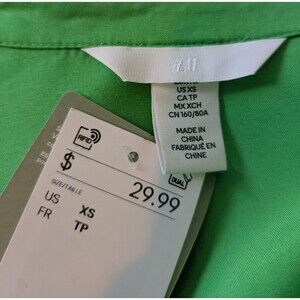 H&M
US XS
CA TP
MX XCH
CN 160/80A
MADE IN
CHINA
FABRIQUÉ EN
CHINE
RFID
$
29.99
DUAL
SIZE/TAILLE
US XS
FR TP